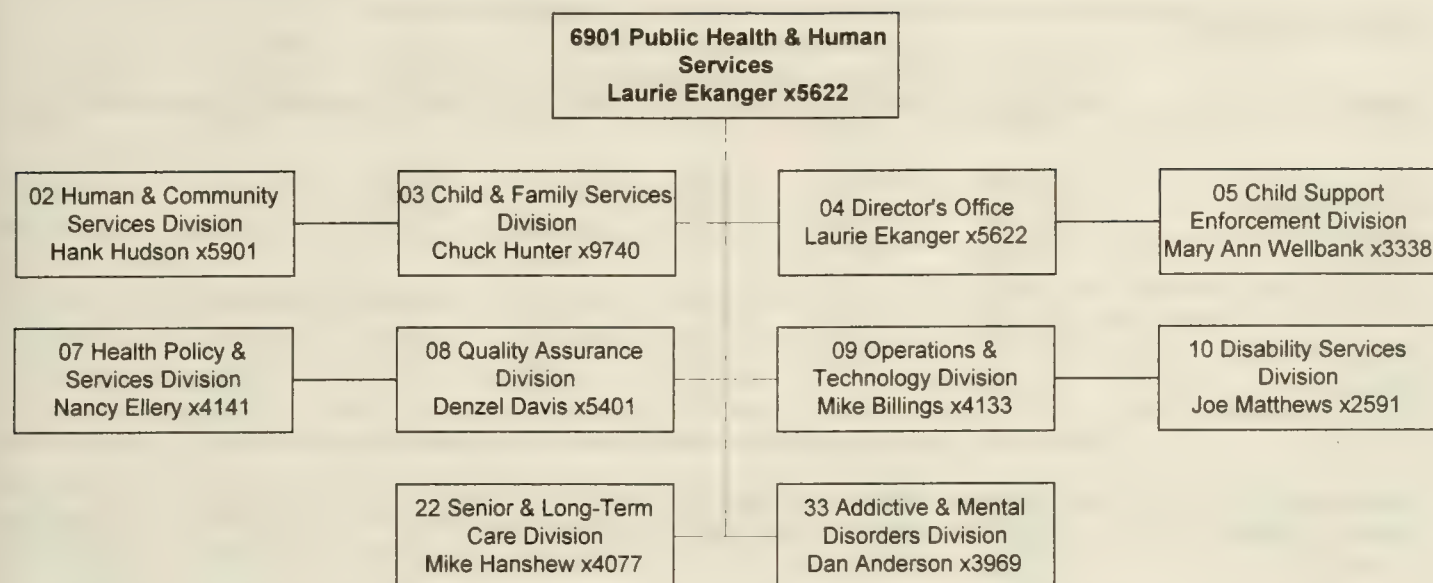 6901 Public Health & Human
Services
Laurie Ekanger x5622
02 Human & Community
Services Division
Hank Hudson x5901
03 Child & Family Services
Division
Chuck Hunter x9740
04 Director's Office
Laurie Ekanger x5622
05 Child Support
Enforcement Division
Mary Ann Wellbank x3338
07 Health Policy &
Services Division
Nancy Ellery x4141
08 Quality Assurance
Division
Denzel Davis x5401
09 Operations &
Technology Division
Mike Billings x4133
10 Disability Services
Division
Joe Matthews x2591
22 Senior & Long-Term
Care Division
Mike Hanshew x4077
33 Addictive & Mental
Disorders Division
Dan Anderson x3969